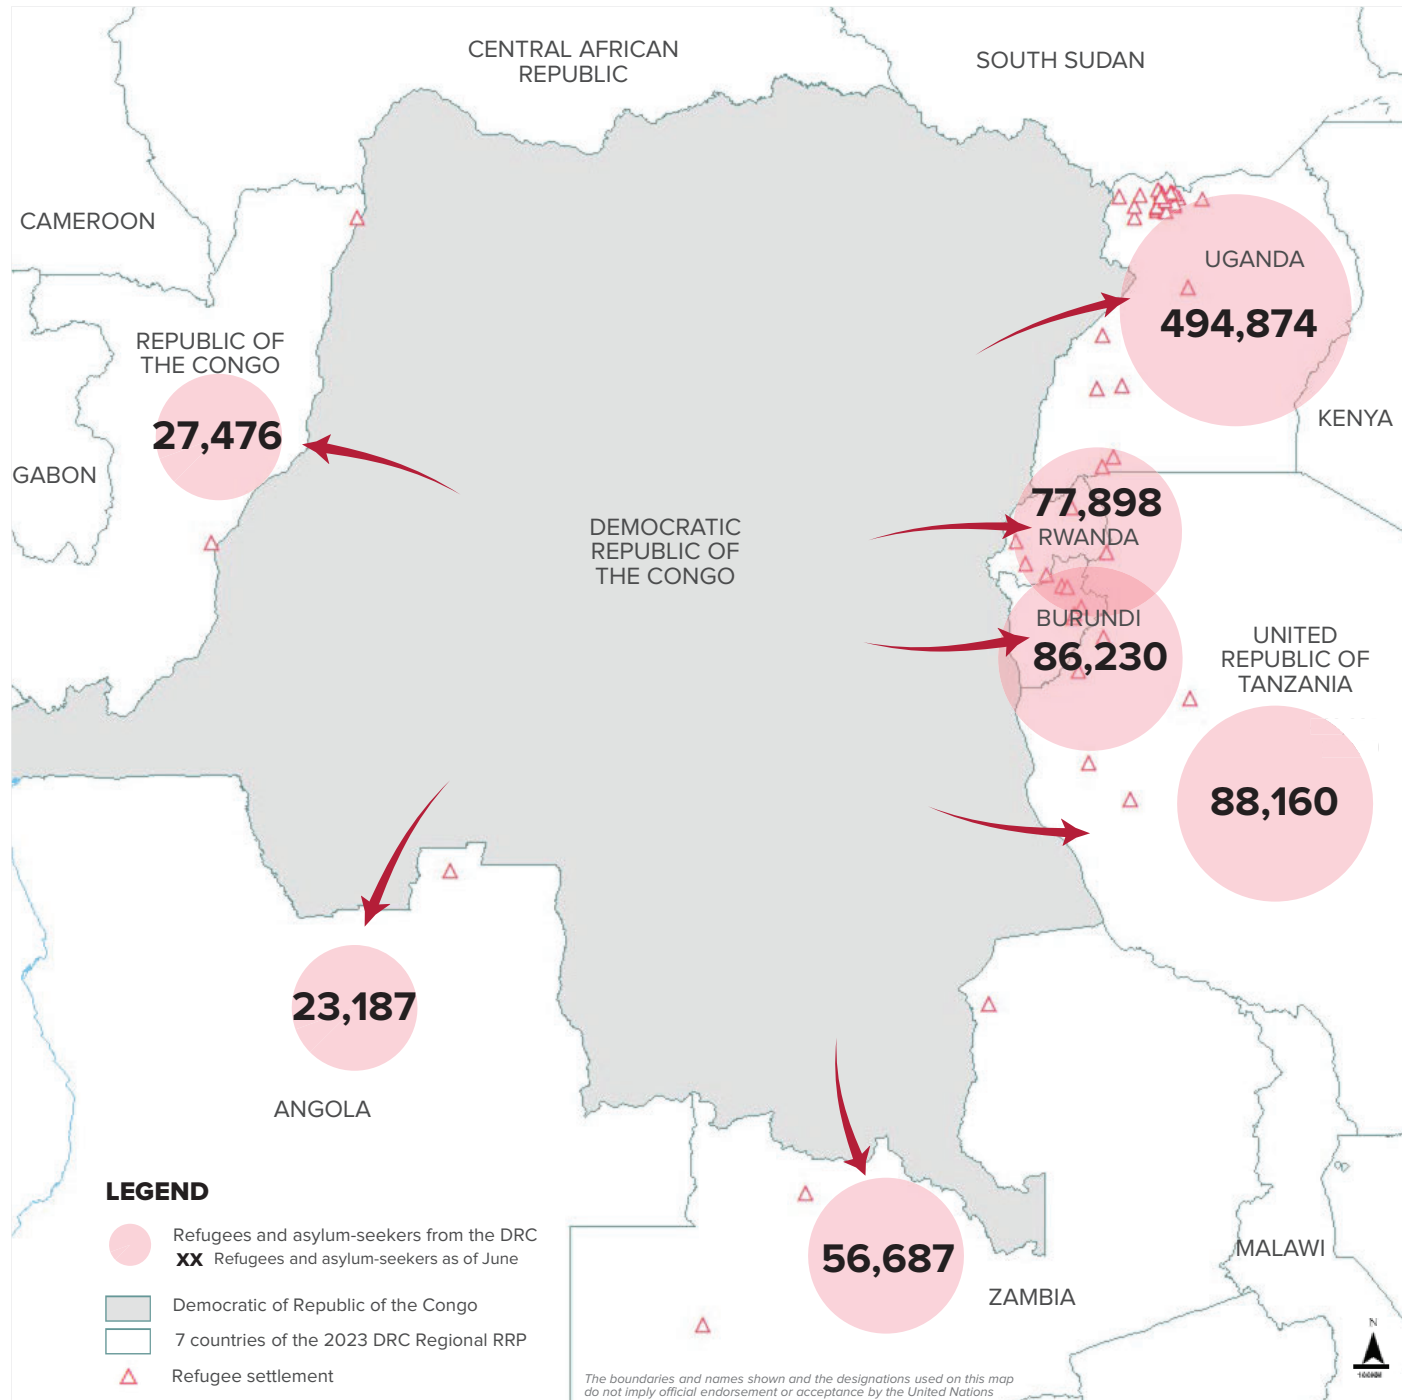 CENTRAL AFRICAN
REPUBLIC
SOUTH SUDAN
CAMEROON
UGANDA
494,874
REPUBLIC OF
THE CONGO
27,476
KENYA
GABON
77,898
RWANDA
DEMOCRATIC
REPUBLIC OF
THE CONGO
BURUNDI
86,230
UNITED
REPUBLIC OF
TANZANIA
88,160
23,187
ANGOLA
56,687
MALAWI
ZAMBIA
LEGEND
Refugees and asylum-seekers from the DRC
XX Refugees and asylum-seekers as of June
Democratic of Republic of the Congo
7 countries of the 2023 DRC Regional RRP
Refugee settlement
N
The boundaries and names shown and the designations used on this map
do not imply official endorsement or acceptance by the United Nations